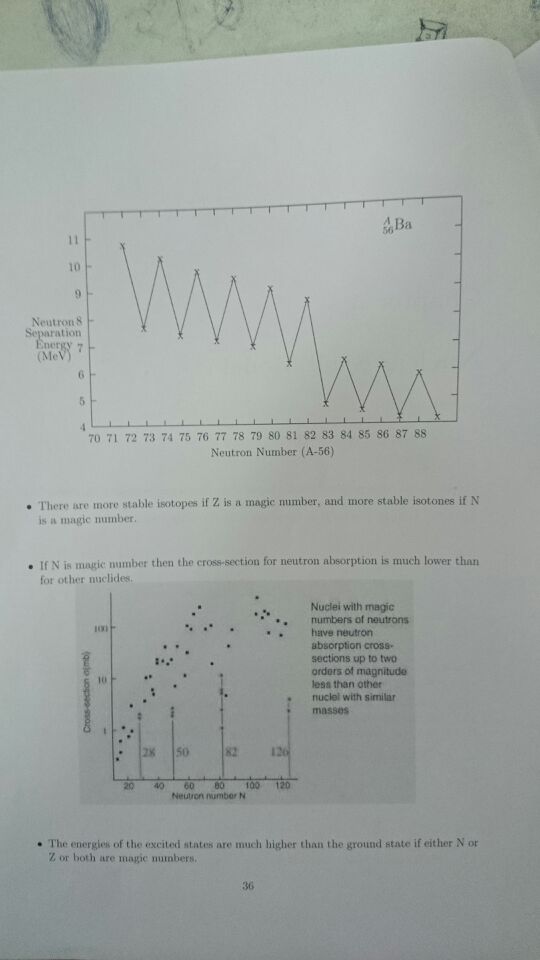 A
56 Ba
11
10
9
Neutron 8
Separation
Energy 7
(MeV)
6
5
4
70 71 72 73 74 75 76 77 78 79 80 81 82 83 84 85 86 87 88
Neutron Number (A-56)
• There are more stable isotopes if Z is a magic number, and more stable isotones if N
is a magic number.
• If N is magic number then the cross-section for neutron absorption is much lower than
for other nuclides.
Cross-section σ(mb)
100
10
1
28 50 82 126
20 40 60 80 100 120
Neutron number N
Nuclei with magic
numbers of neutrons
have neutron
absorption cross-
sections up to two
orders of magnitude
less than other
nuclei with similar
masses
• The energies of the excited states are much higher than the ground state if either N or
Z or both are magic numbers.
36